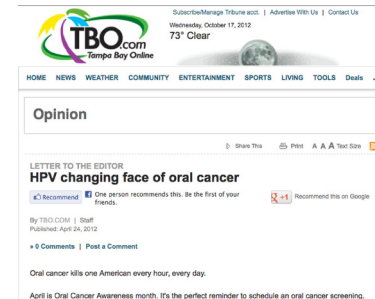 Subscribe/Manage Tribune acct. | Advertise With Us | Contact Us
Wednesday, October 17, 2012
73° Clear
TBO.com
Tampa Bay Online
HOME NEWS WEATHER COMMUNITY ENTERTAINMENT SPORTS LIVING TOOLS Deals
Opinion
Share This Print A A A Text Size
LETTER TO THE EDITOR
HPV changing face of oral cancer
Recommend One person recommends this. Be the first of your
friends.
+1 Recommend this on Google
By TBO.COM | Staff
Published: April 24, 2012
» 0 Comments | Post a Comment
Oral cancer kills one American every hour, every day.
April is Oral Cancer Awareness month. It's the perfect reminder to schedule an oral cancer screening.